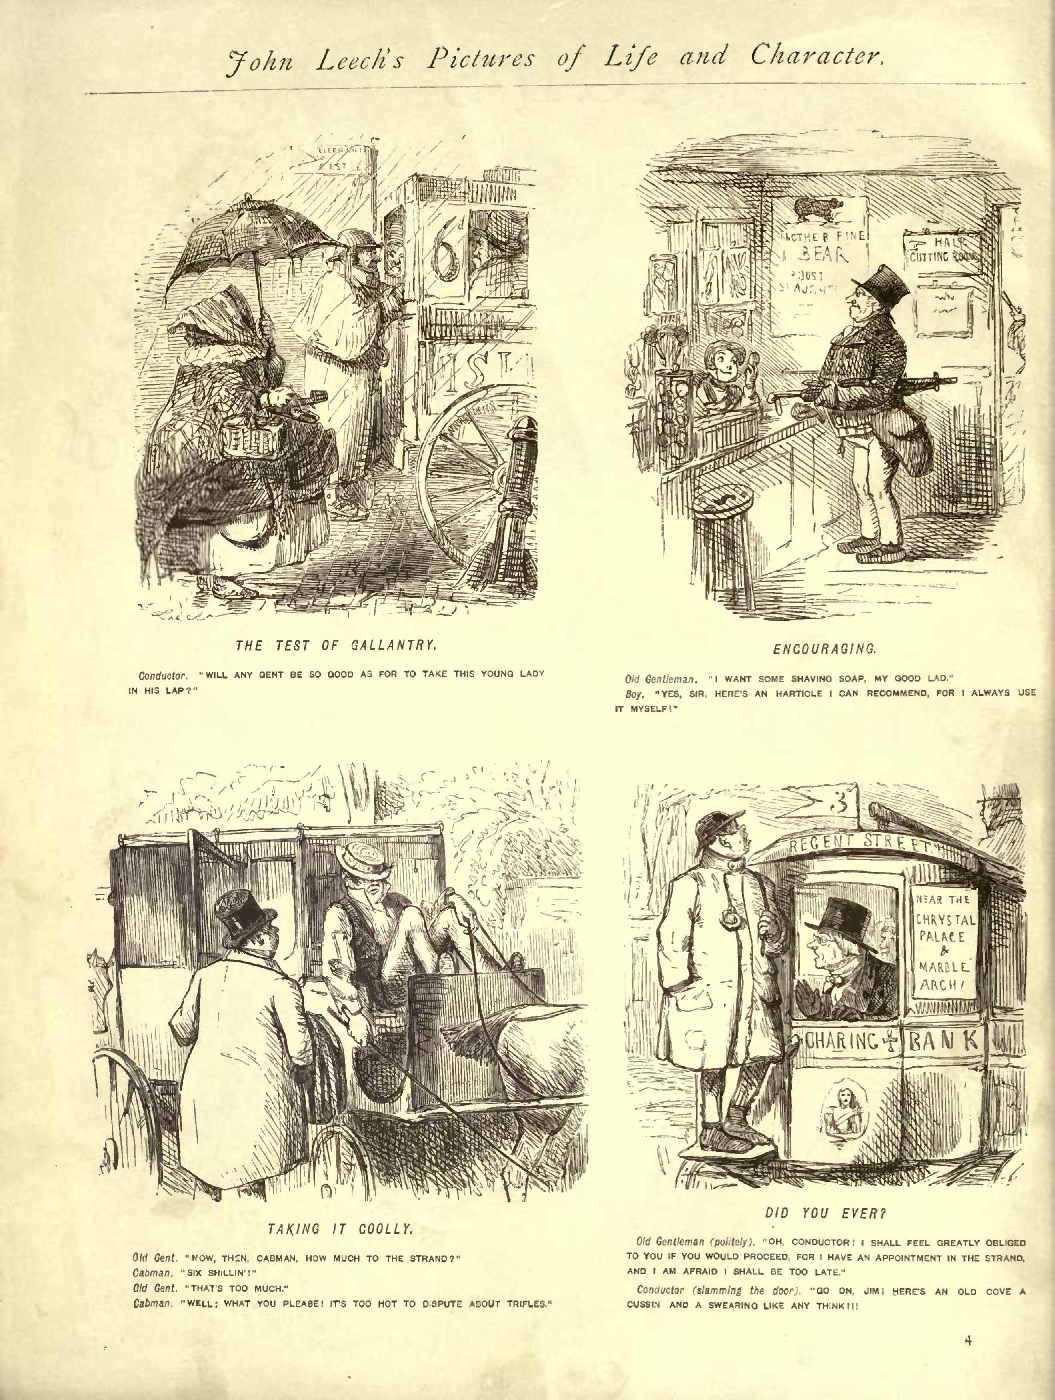 John Leech's Pictures of Life and Character.
6
IST
ANOTHER FINE
BEAR
JUST
HAIR
CUTTING ROOM
THE TEST OF GALLANTRY.
Conductor. "WILL ANY GENT BE SO GOOD AS FOR TO TAKE THIS YOUNG LADY
IN HIS LAP?"
ENCOURAGING.
Old Gentleman. "I WANT SOME SHAVING SOAP, MY GOOD LAD."
Boy. "YES, SIR, HERE'S AN HARTICLE I CAN RECOMMEND, FOR I ALWAYS USE
IT MYSELF!"
3
REGENT STREET
NEAR THE
CHRYSTAL
PALACE
&
MARBLE
ARCH!
CHARING ✢ BANK
TAKING IT COOLLY.
Old Gent. "NOW, THEN, CABMAN, HOW MUCH TO THE STRAND?"
Cabman. "SIX SHILLIN'!"
Old Gent. "THAT'S TOO MUCH."
Cabman. "WELL; WHAT YOU PLEASE! IT'S TOO HOT TO DISPUTE ABOUT TRIFLES."
DID YOU EVER?
Old Gentleman (politely). "OH, CONDUCTOR! I SHALL FEEL GREATLY OBLIGED
TO YOU IF YOU WOULD PROCEED, FOR I HAVE AN APPOINTMENT IN THE STRAND,
AND I AM AFRAID I SHALL BE TOO LATE."
Conductor (slamming the door). "GO ON, JIM! HERE'S AN OLD COVE A
CUSSIN AND A SWEARING LIKE ANY THINK!!!
4